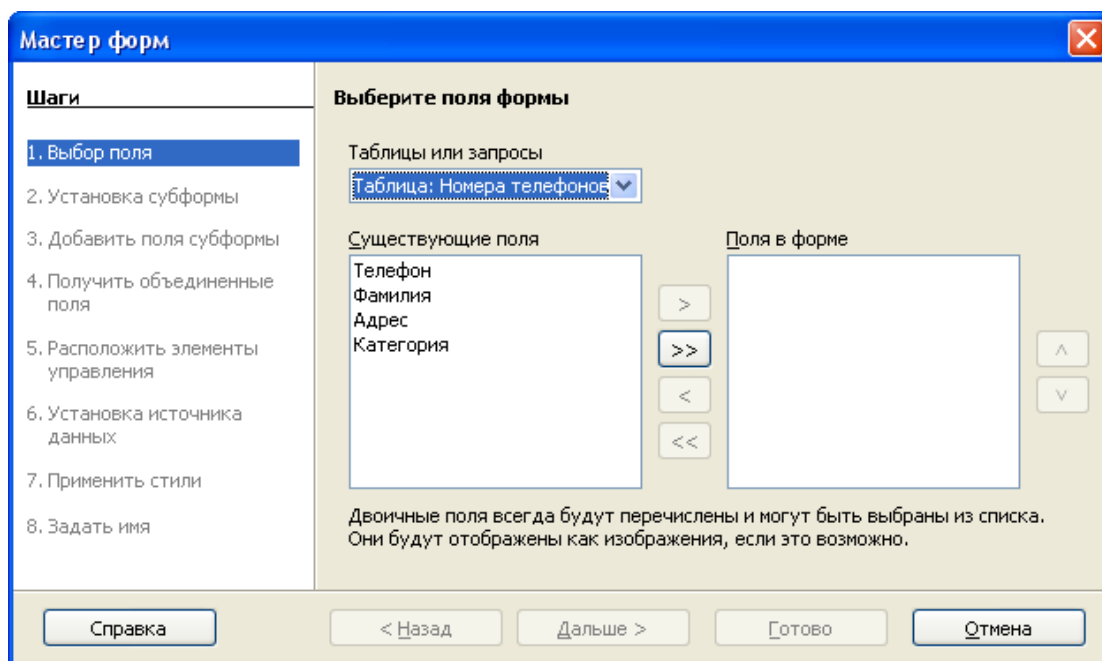 Мастер форм
Шаги
1. Выбор поля
2. Установка субформы
3. Добавить поля субформы
4. Получить объединенные
поля
5. Расположить элементы
управления
6. Установка источника
данных
7. Применить стили
8. Задать имя
Выберите поля формы
Таблицы или запросы
Таблица: Номера телефонов
Существующие поля
Поля в форме
Телефон
Фамилия
Адрес
Категория
>
>>
<
<<
Двоичные поля всегда будут перечислены и могут быть выбраны из списка.
Они будут отображены как изображения, если это возможно.
Справка
< Назад
Дальше >
Готово
Отмена